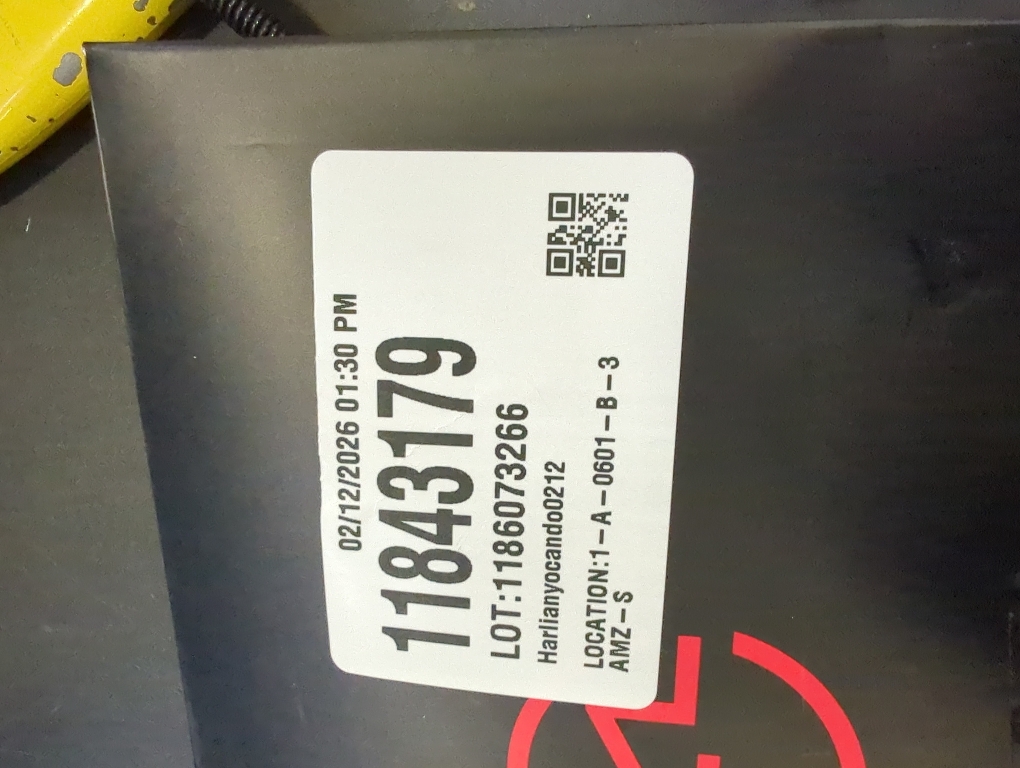 02/12/2026 01:30 PM
11843179
LOT:1186073266
Harlianyocando0212
LOCATION:1-A-0601-B-3
AMZ-S